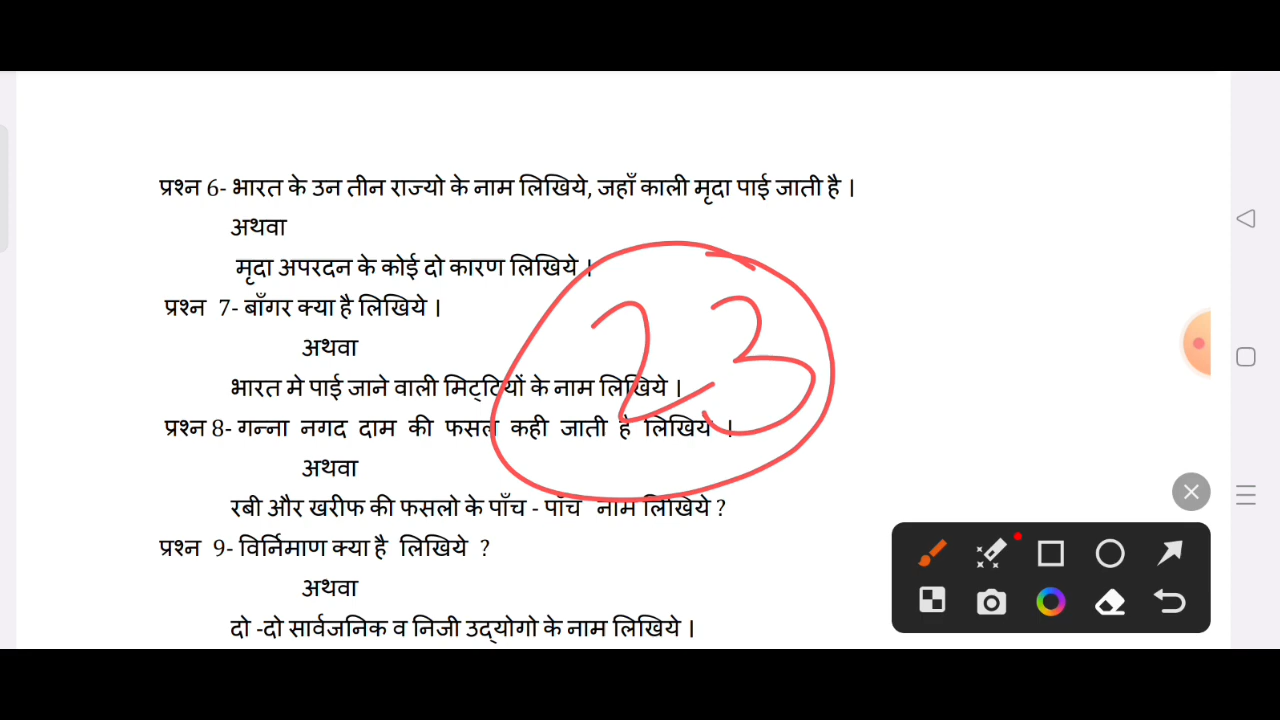 प्रश्न 6- भारत के उन तीन राज्यो के नाम लिखिये, जहाँ काली मृदा पाई जाती है ।
अथवा
मृदा अपरदन के कोई दो कारण लिखिये ।
प्रश्न 7- बाँगर क्या है लिखिये ।
अथवा
भारत मे पाई जाने वाली मिट्टियों के नाम लिखिये ।
प्रश्न 8- गन्ना नगद दाम की फसल कही जाती है लिखिये ।
अथवा
रबी और खरीफ की फसलो के पाँच - पाँच नाम लिखिये ?
प्रश्न 9- विर्निमाण क्या है लिखिये ?
अथवा
दो -दो सार्वजनिक व निजी उद्योगो के नाम लिखिये ।
23